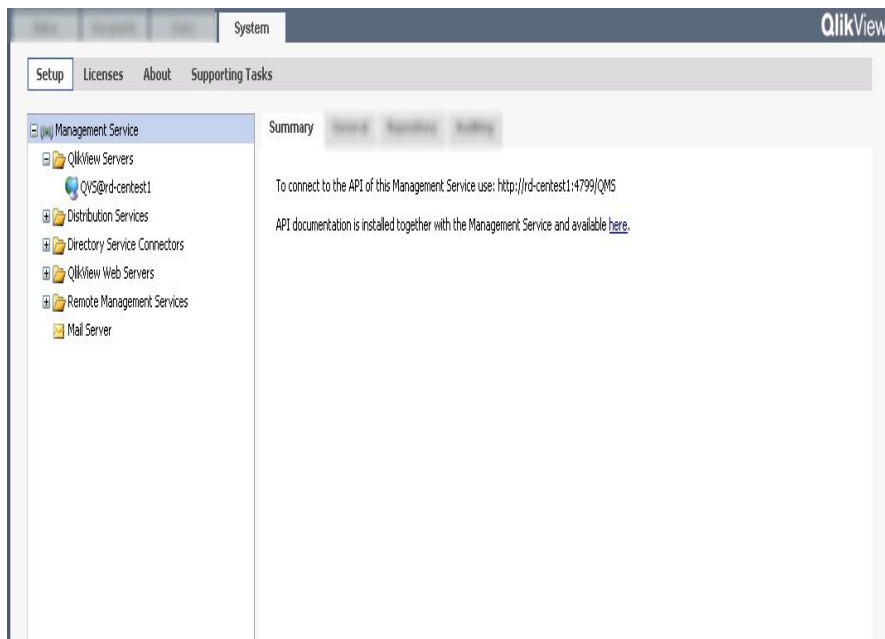 System
QlikView
Setup Licenses About Supporting Tasks
Management Service
QlikView Servers
QVS@rd-centest1
Distribution Services
Directory Service Connectors
QlikView Web Servers
Remote Management Services
Mail Server
Summary
To connect to the API of this Management Service use: http://rd-centest1:4799/QMS
API documentation is installed together with the Management Service and available here.